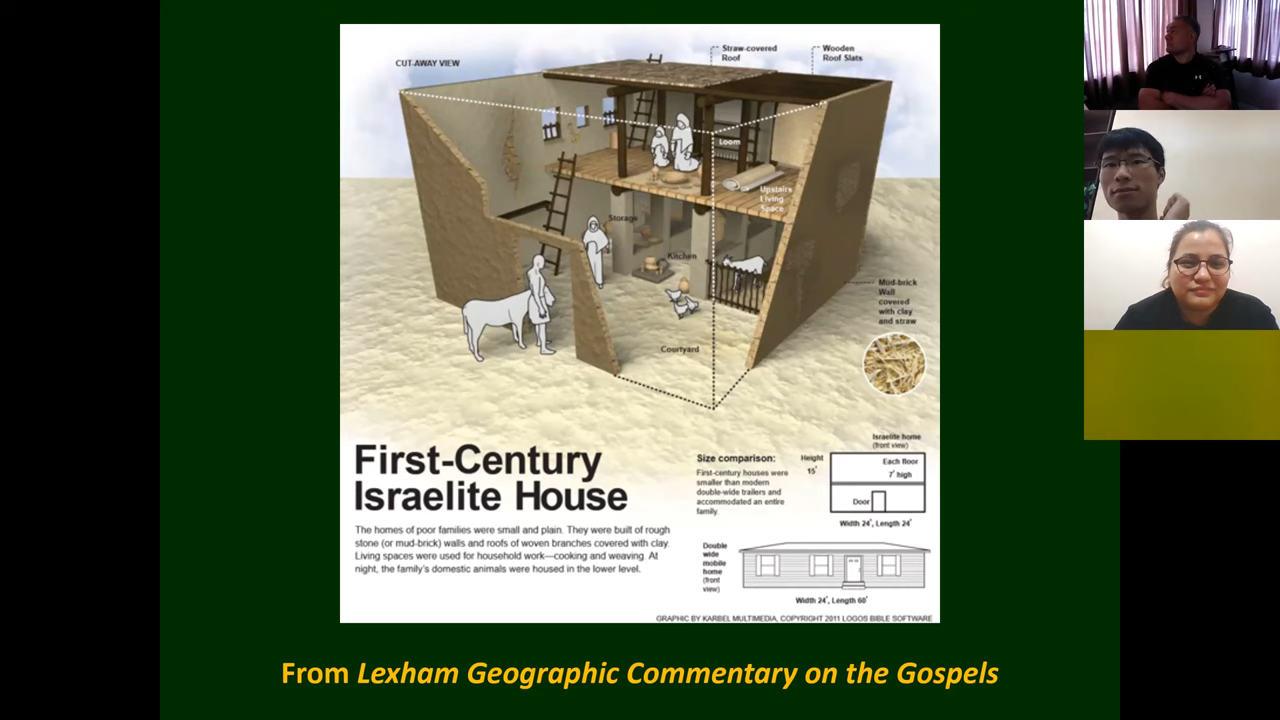 CUT-AWAY VIEW
Straw-covered
Roof
Wooden
Roof Slats
Loom
Upstairs
Living
Space
Storage
Kitchen
Mud-brick
Wall
covered
with clay
and straw
Courtyard
First-Century
Israelite House
The homes of poor families were small and plain. They were built of rough
stone (or mud-brick) walls and roofs of woven branches covered with clay.
Living spaces were used for household work—cooking and weaving. At
night, the family's domestic animals were housed in the lower level.
Size comparison:
First-century houses were
smaller than modern
double-wide trailers and
accommodated an entire
family.
Israelite home
(front view)
Height
15'
Each floor
7' high
Door
Width 24', Length 24'
Double
wide
mobile
home
(front
view)
Width 24', Length 60'
GRAPHIC BY KARBEL MULTIMEDIA, COPYRIGHT 2011 LOGOS BIBLE SOFTWARE
From Lexham Geographic Commentary on the Gospels